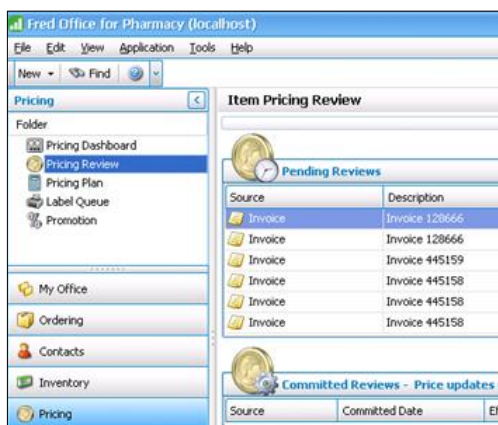 Fred Office for Pharmacy (localhost)
File Edit View Application Tools Help
New Find
Pricing
Item Pricing Review
Folder
Pricing Dashboard
Pricing Review
Pricing Plan
Label Queue
Promotion
Pending Reviews
Source Description
Invoice Invoice 128666
Invoice Invoice 128666
Invoice Invoice 445159
Invoice Invoice 445158
Invoice Invoice 445158
Invoice Invoice 445158
My Office
Ordering
Contacts
Inventory
Pricing
Committed Reviews - Price updates
Source Committed Date Ef